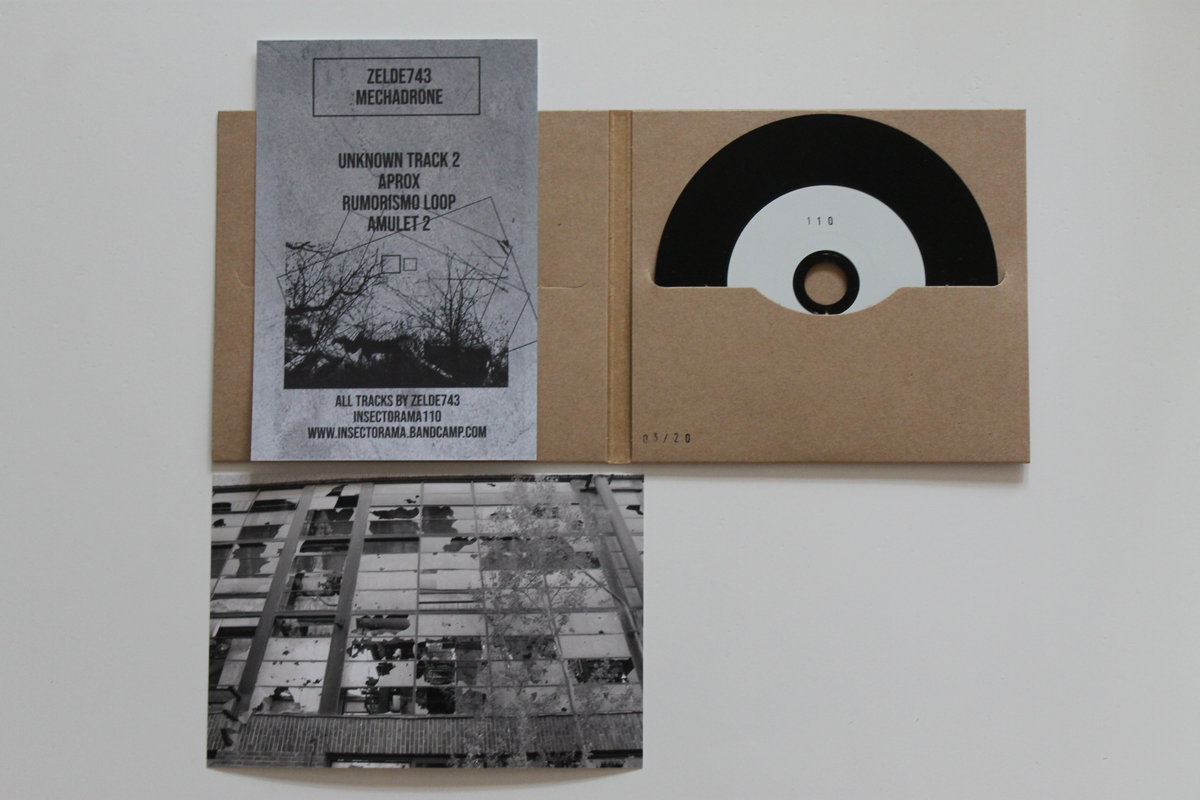 ZELDE743
MECHADRONE
UNKNOWN TRACK 2
APROX
RUMORISMO LOOP
AMULET 2
ALL TRACKS BY ZELDE743
INSECTORAMA110
WWW.INSECTORAMA.BANDCAMP.COM
110
03/20